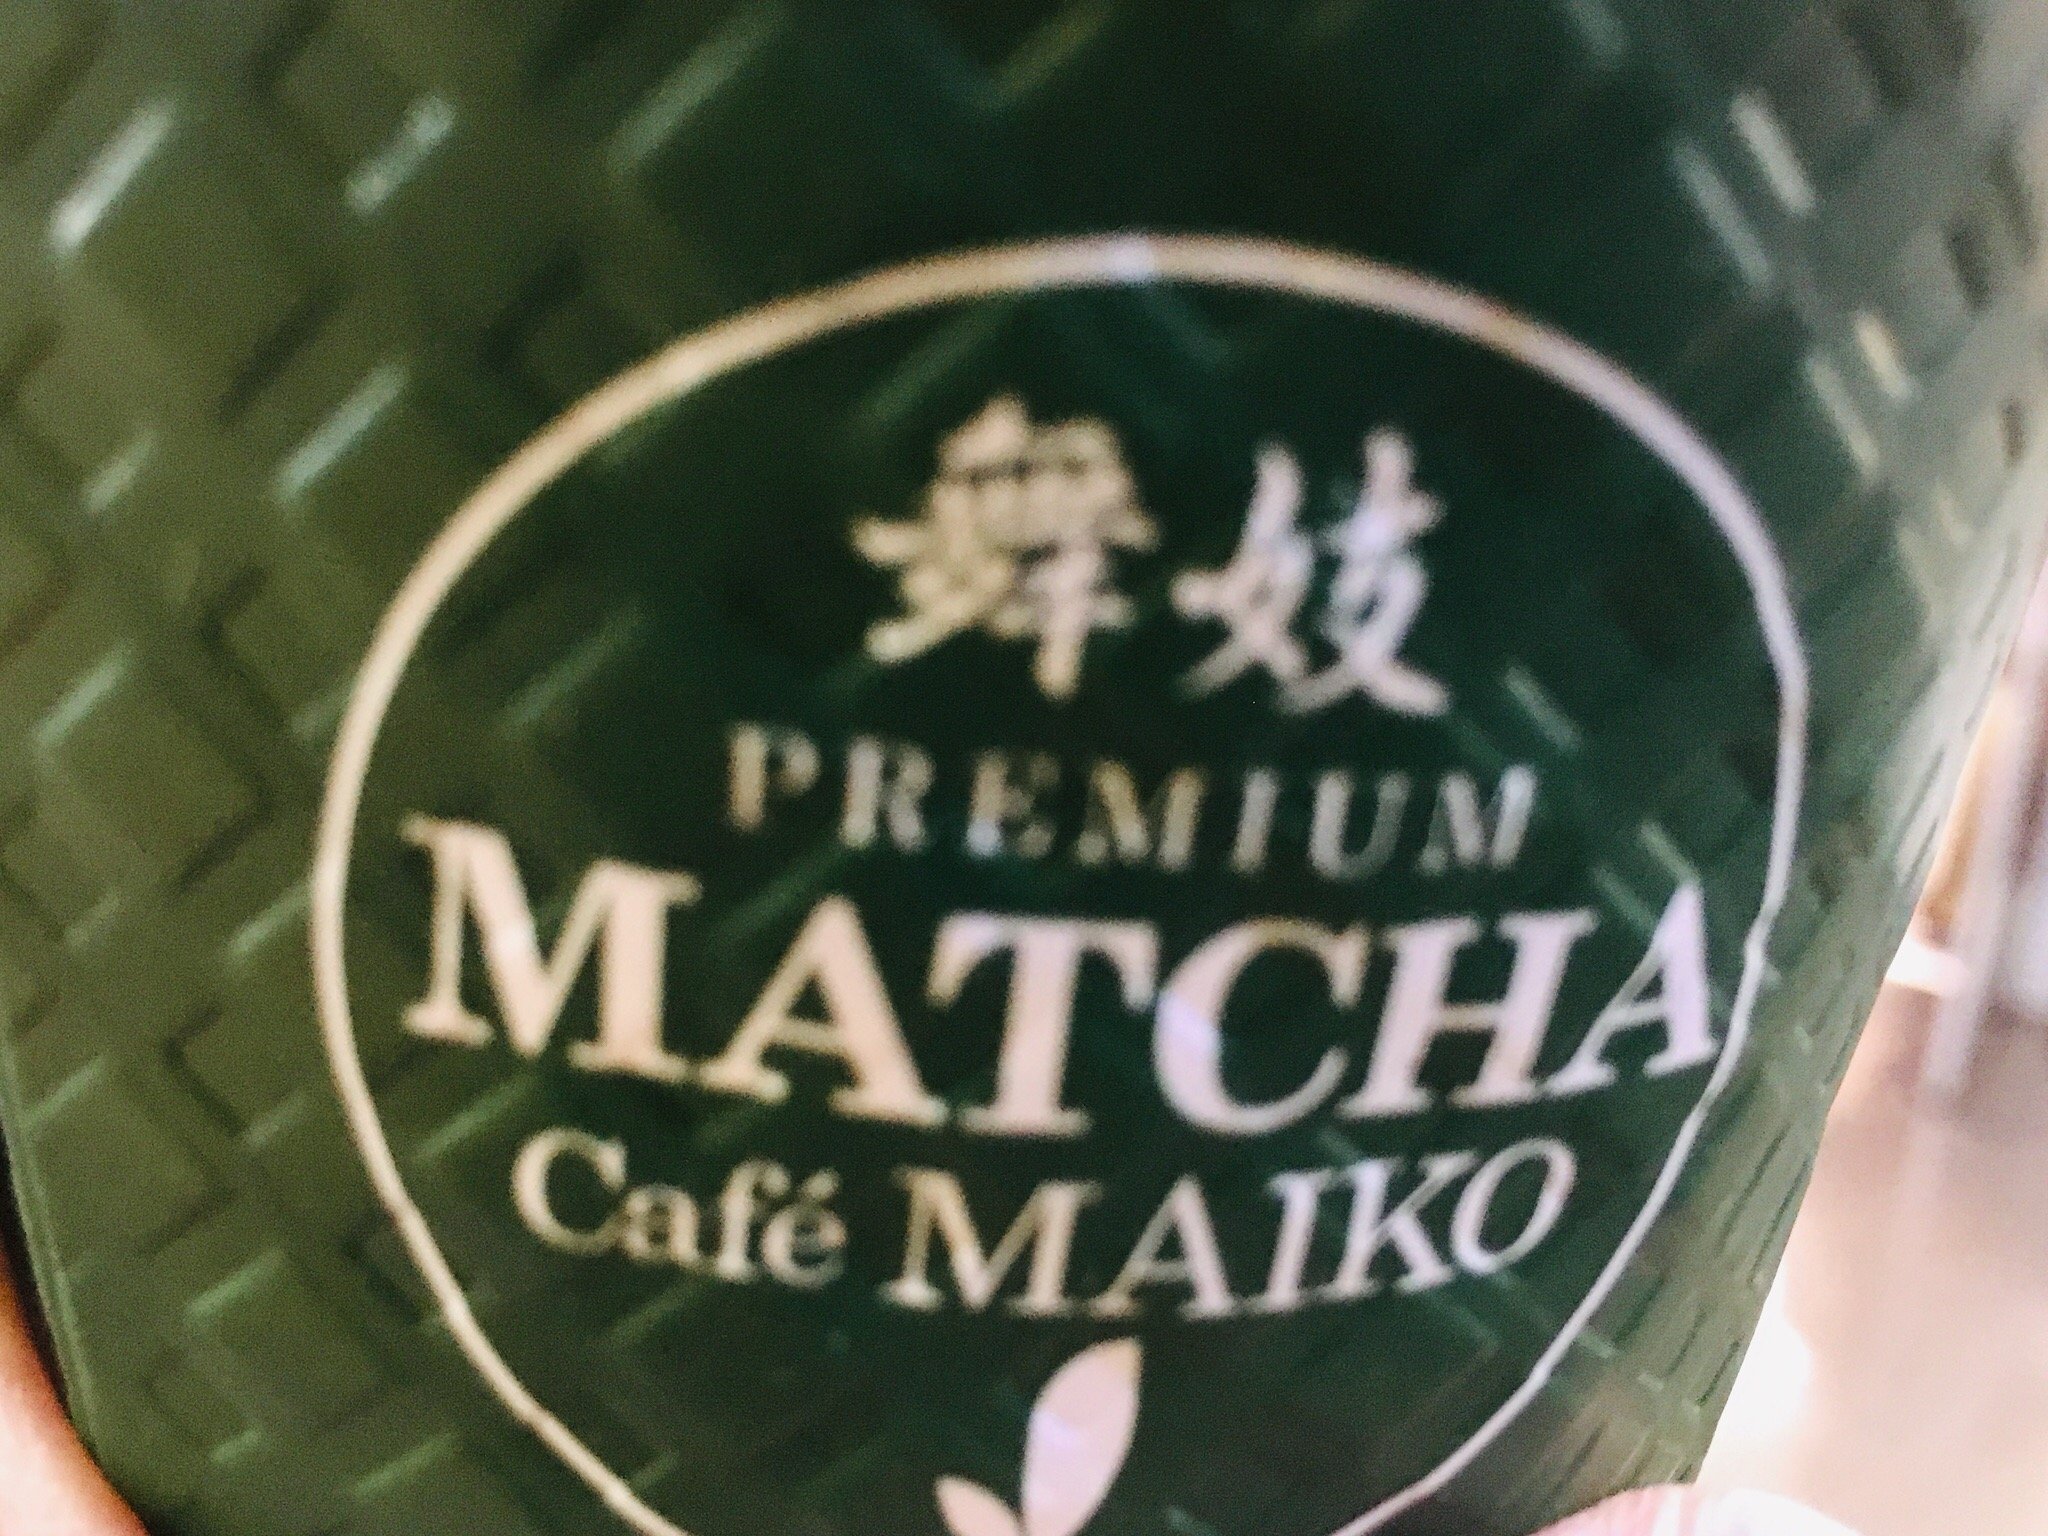 舞妓
PREMIUM
MATCHA
Café MAIKO